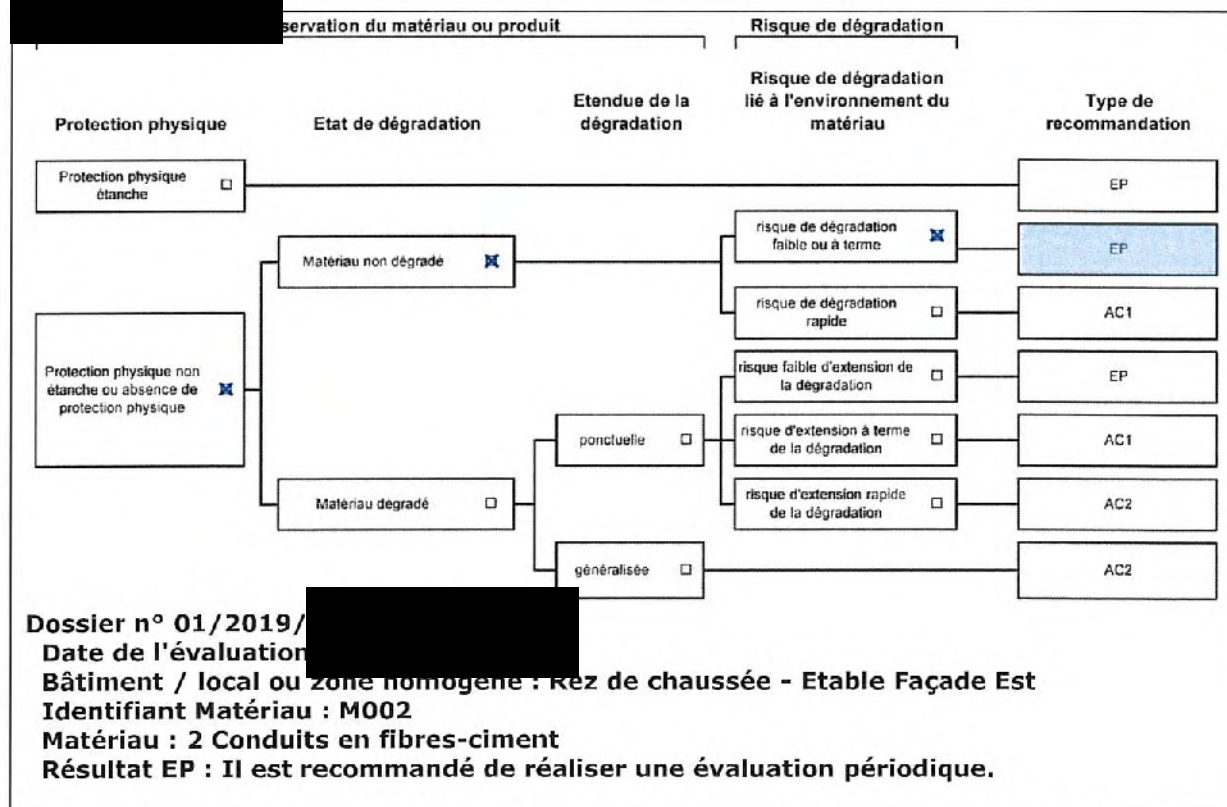 servation du matériau ou produit
Risque de dégradation
Protection physique
Etat de dégradation
Etendue de la
dégradation
Risque de dégradation
lié à l'environnement du
matériau
Type de
recommandation
Protection physique
étanche
EP
Matériau non dégradé
risque de dégradation
faible ou à terme
EP
risque de dégradation
rapide
AC1
Protection physique non
étanche ou absence de
protection physique
risque faible d'extension de
la dégradation
EP
ponctuelle
risque d'extension à terme
de la dégradation
AC1
Matériau dégradé
risque d'extension rapide
de la dégradation
AC2
généralisée
AC2
Dossier n° 01/2019/
Date de l'évaluation
Bâtiment / local ou zone homogène : Rez de chaussée - Etable Façade Est
Identifiant Matériau : M002
Matériau : 2 Conduits en fibres-ciment
Résultat EP : Il est recommandé de réaliser une évaluation périodique.